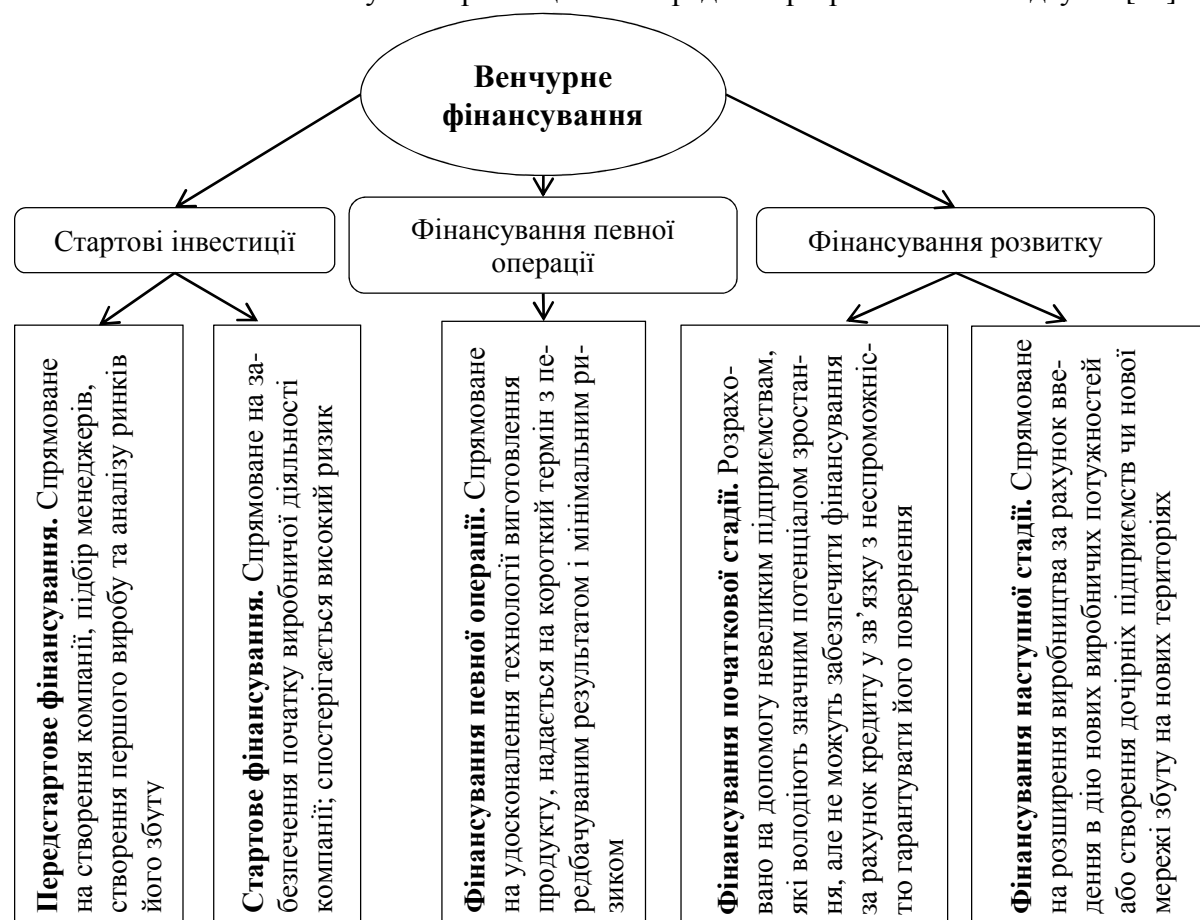 Венчурне
фінансування
Стартові інвестиції
Фінансування певної
операції
Фінансування розвитку
Передстартове фінансування. Спрямоване
на створення компанії, підбір менеджерів,
створення першого виробу та аналізу ринків
його збуту
Стартове фінансування. Спрямоване на за-
безпечення початку виробничої діяльності
компанії; спостерігається високий ризик
Фінансування певної операції. Спрямоване
на удосконалення технології виготовлення
продукту, надається на короткий термін з пе-
редбачуваним результатом і мінімальним ри-
зиком
Фінансування початкової стадії. Розрахо-
вано на допомогу невеликим підприємствам,
які володіють значним потенціалом зростан-
ня, але не можуть забезпечити фінансування
за рахунок кредиту у зв’язку з неспроможніс-
тю гарантувати його повернення
Фінансування наступної стадії. Спрямоване
на розширення виробництва за рахунок вве-
дення в дію нових виробничих потужностей
або створення дочірніх підприємств чи нової
мережі збуту на нових територіях